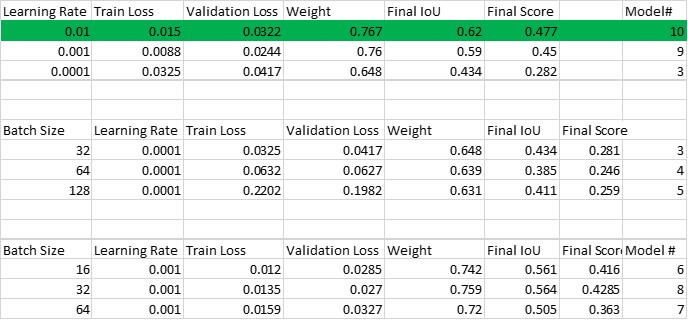 Learning Rate Train Loss Validation Loss Weight Final IoU Final Score Model#
0.01 0.015 0.0322 0.767 0.62 0.477 10
0.001 0.0088 0.0244 0.76 0.59 0.45 9
0.0001 0.0325 0.0417 0.648 0.434 0.282 3
Batch Size Learning Rate Train Loss Validation Loss Weight Final IoU Final Score
32 0.0001 0.0325 0.0417 0.648 0.434 0.281 3
64 0.0001 0.0632 0.0627 0.639 0.385 0.246 4
128 0.0001 0.2202 0.1982 0.631 0.411 0.259 5
Batch Size Learning Rate Train Loss Validation Loss Weight Final IoU Final Scor Model #
16 0.001 0.012 0.0285 0.742 0.561 0.416 6
32 0.001 0.0135 0.027 0.759 0.564 0.4285 8
64 0.001 0.0159 0.0327 0.72 0.505 0.363 7